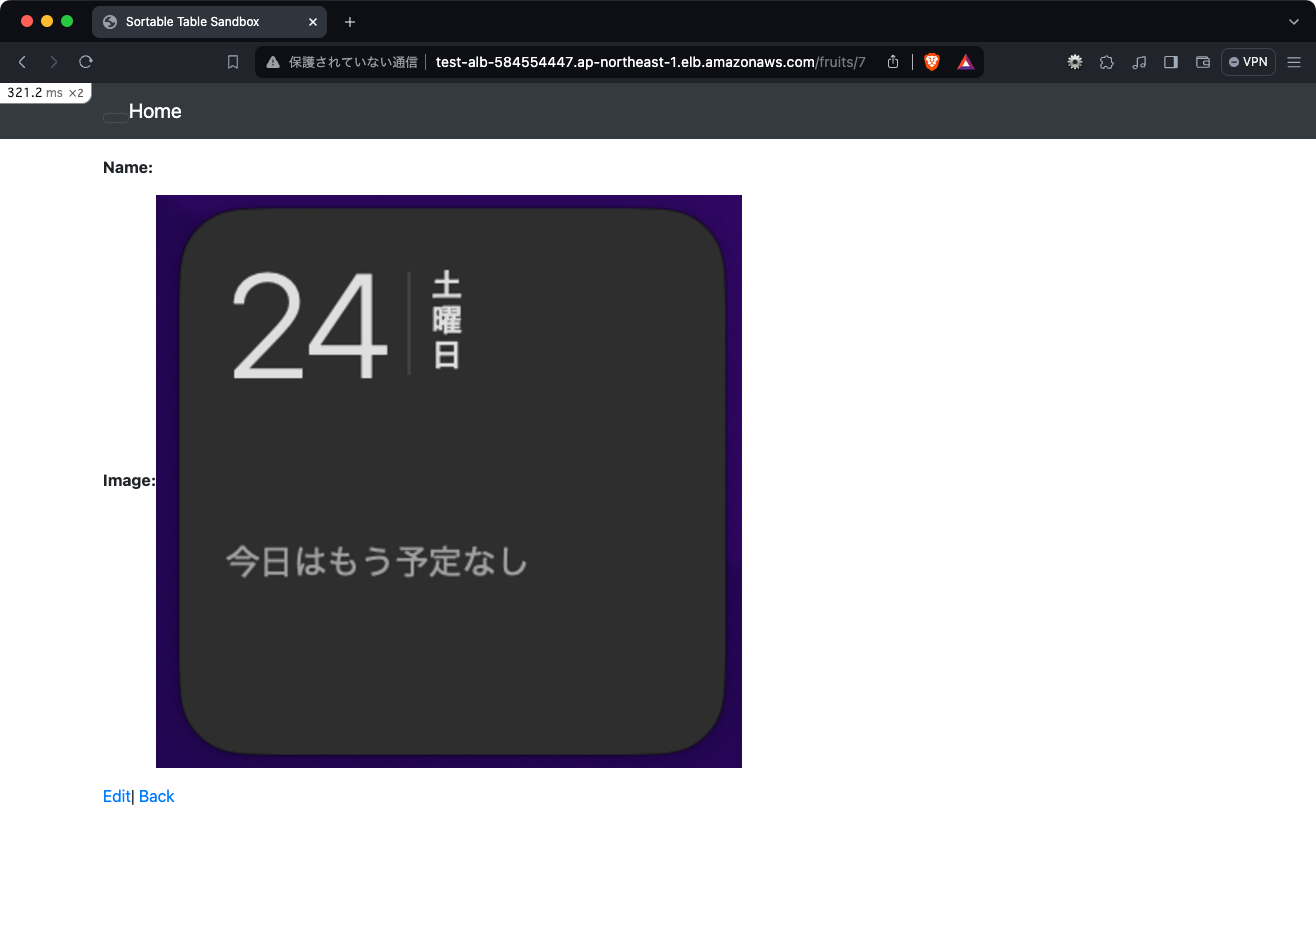 Sortable Table Sandbox
保護されていない通信 test-alb-584554447.ap-northeast-1.elb.amazonaws.com/fruits/7
VPN
321.2 ms ×2
Home
Name:
24
土曜日
Image:
今日はもう予定なし
Edit| Back